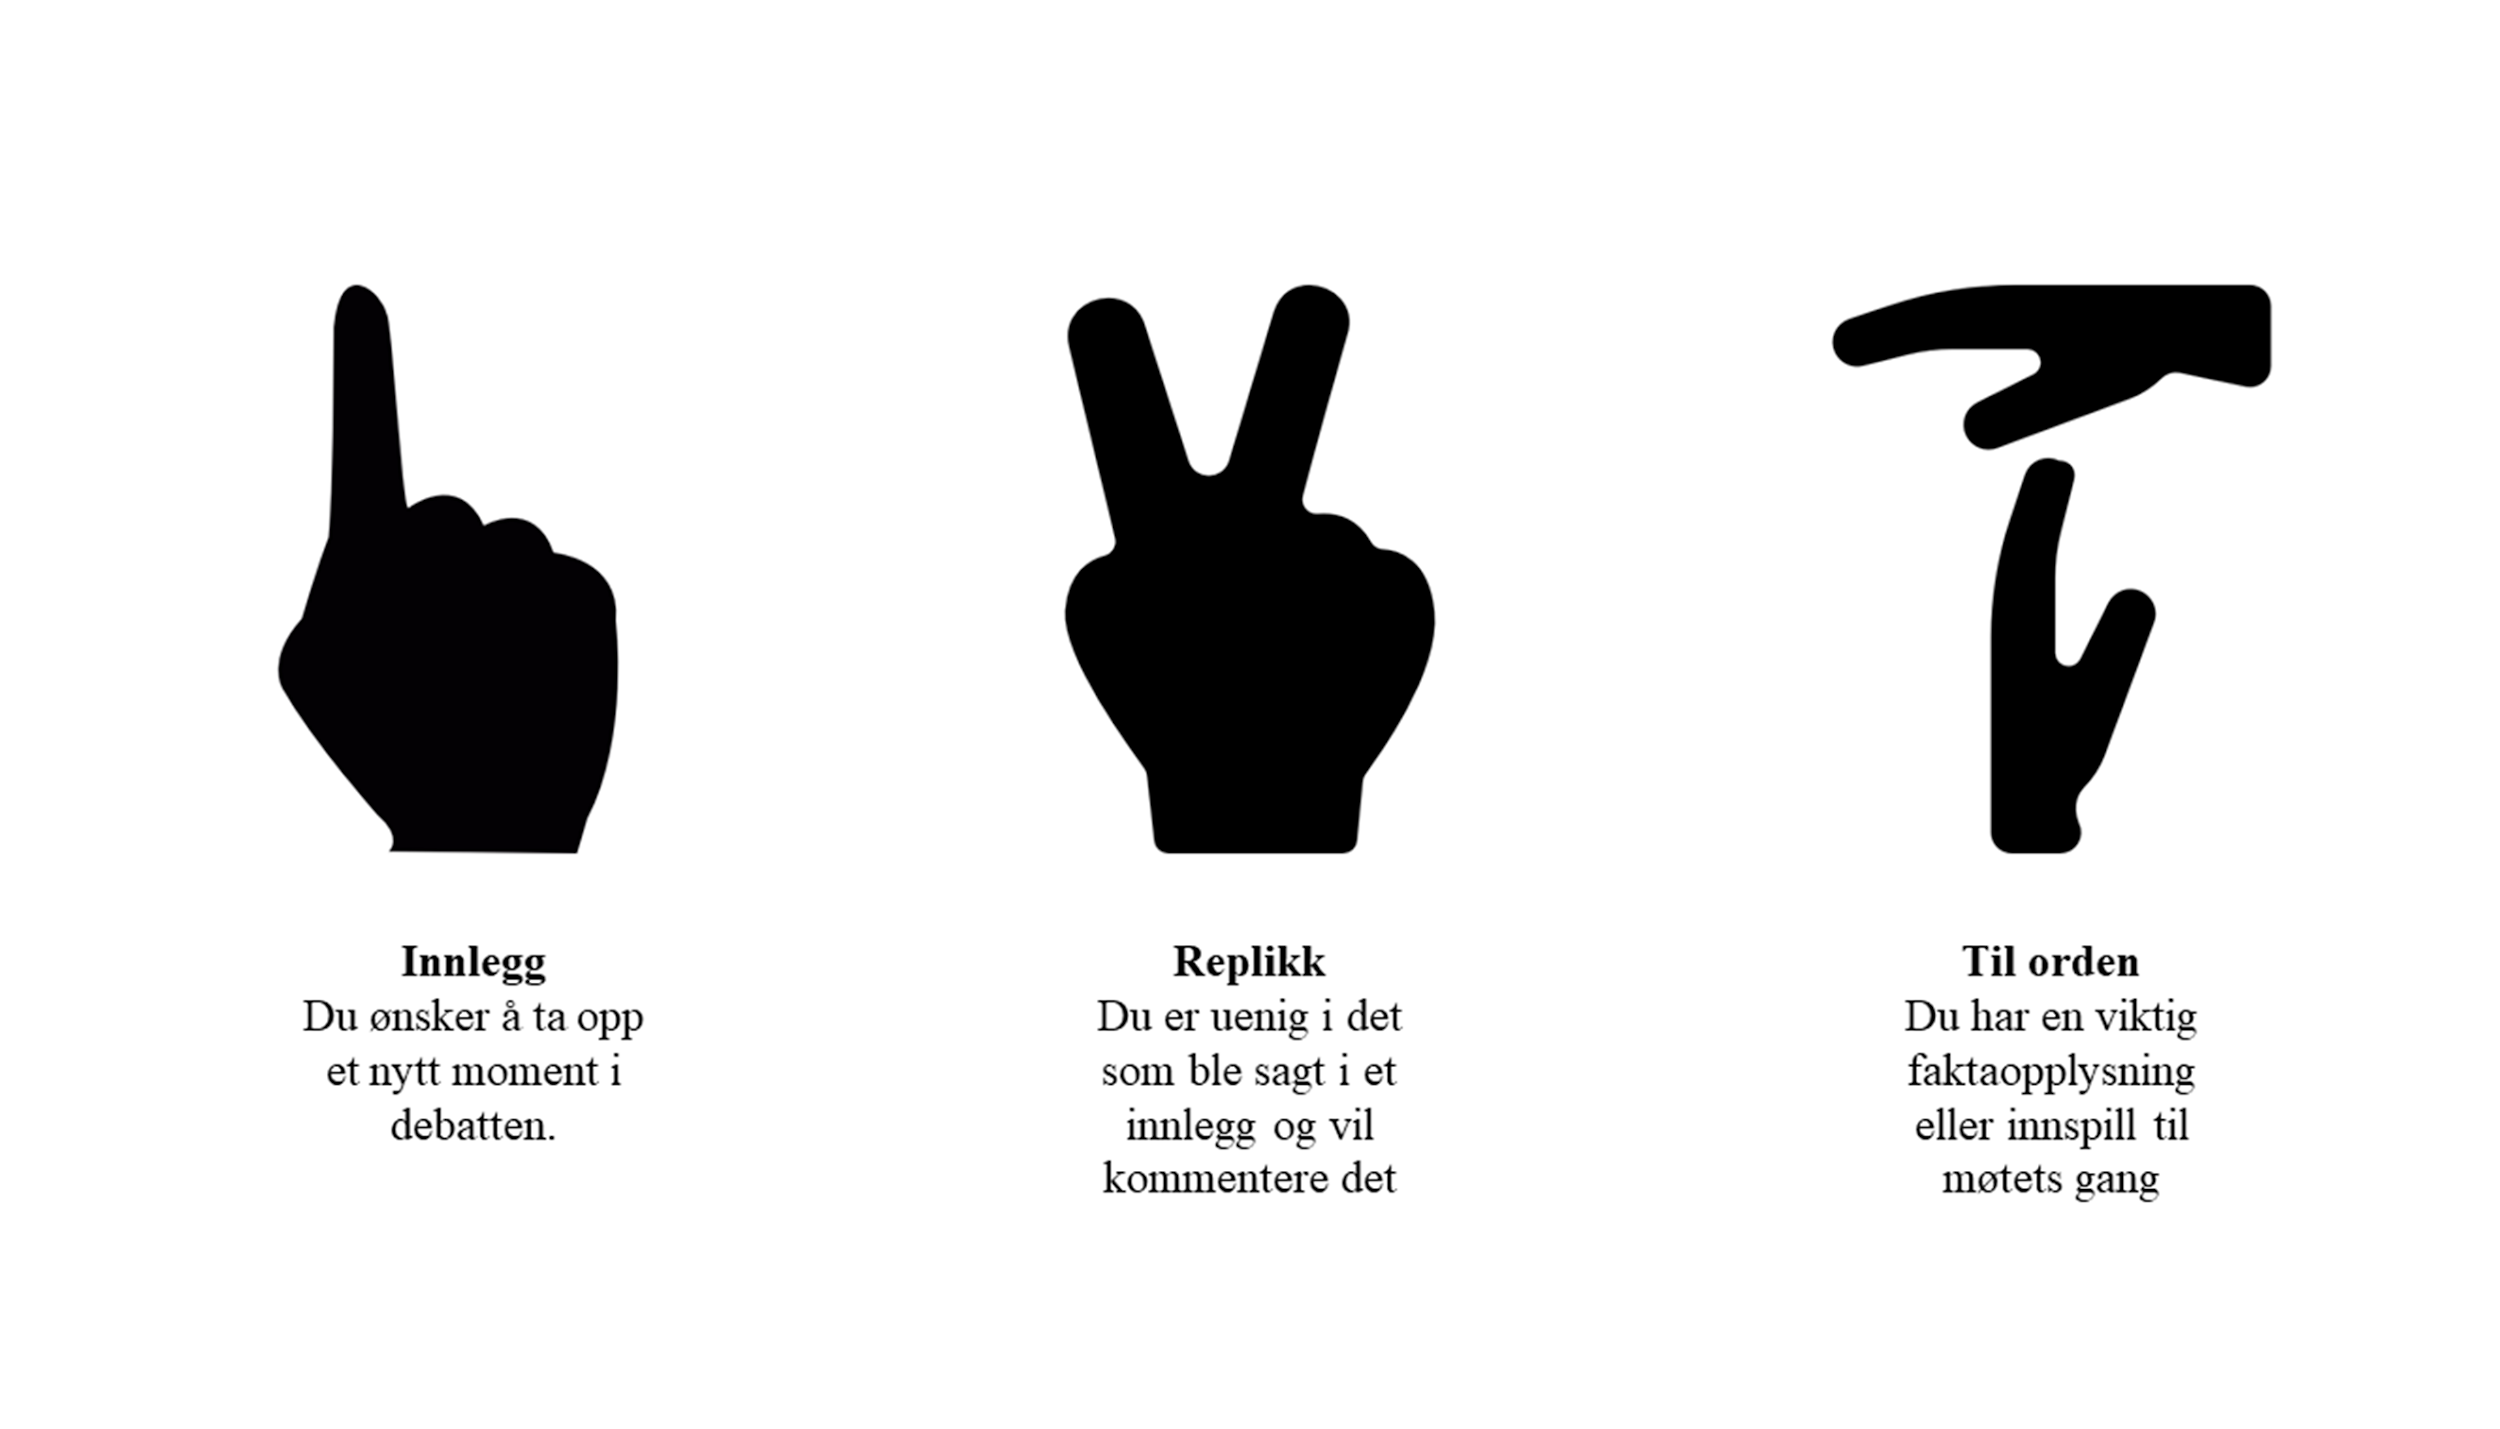 Innlegg
Du ønsker å ta opp
et nytt moment i
debatten.
Replikk
Du er uenig i det
som ble sagt i et
innlegg og vil
kommentere det
Til orden
Du har en viktig
faktaopplysning
eller innspill til
møtets gang